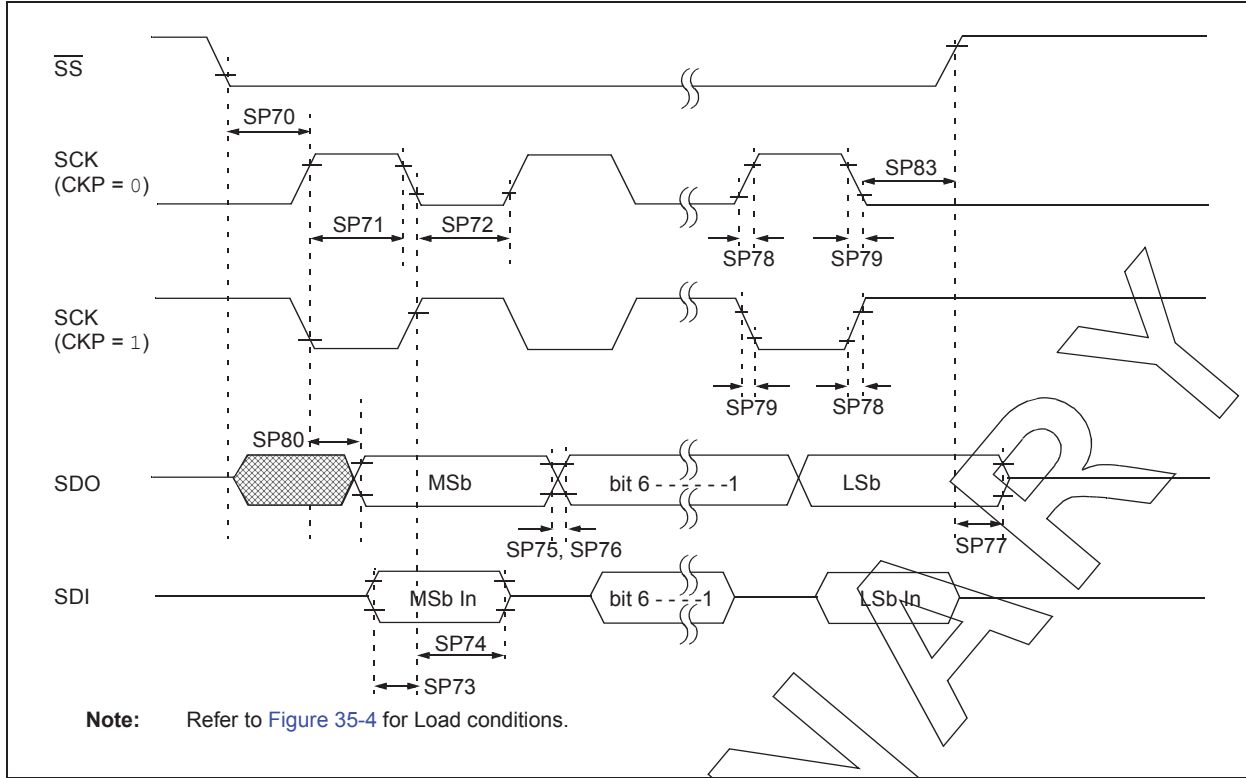 SS
SP70
SCK
(CKP = 0)
SP83
SP71
SP72
SP78
SP79
SCK
(CKP = 1)
SP79
SP78
SP80
SDO
MSb
bit 6 - - - - - - -1
LSb
SP75, SP76
SP77
SDI
MSb In
bit 6 - - - - -1
LSb In
SP74
SP73
Note: Refer to Figure 35-4 for Load conditions.
V A R Y